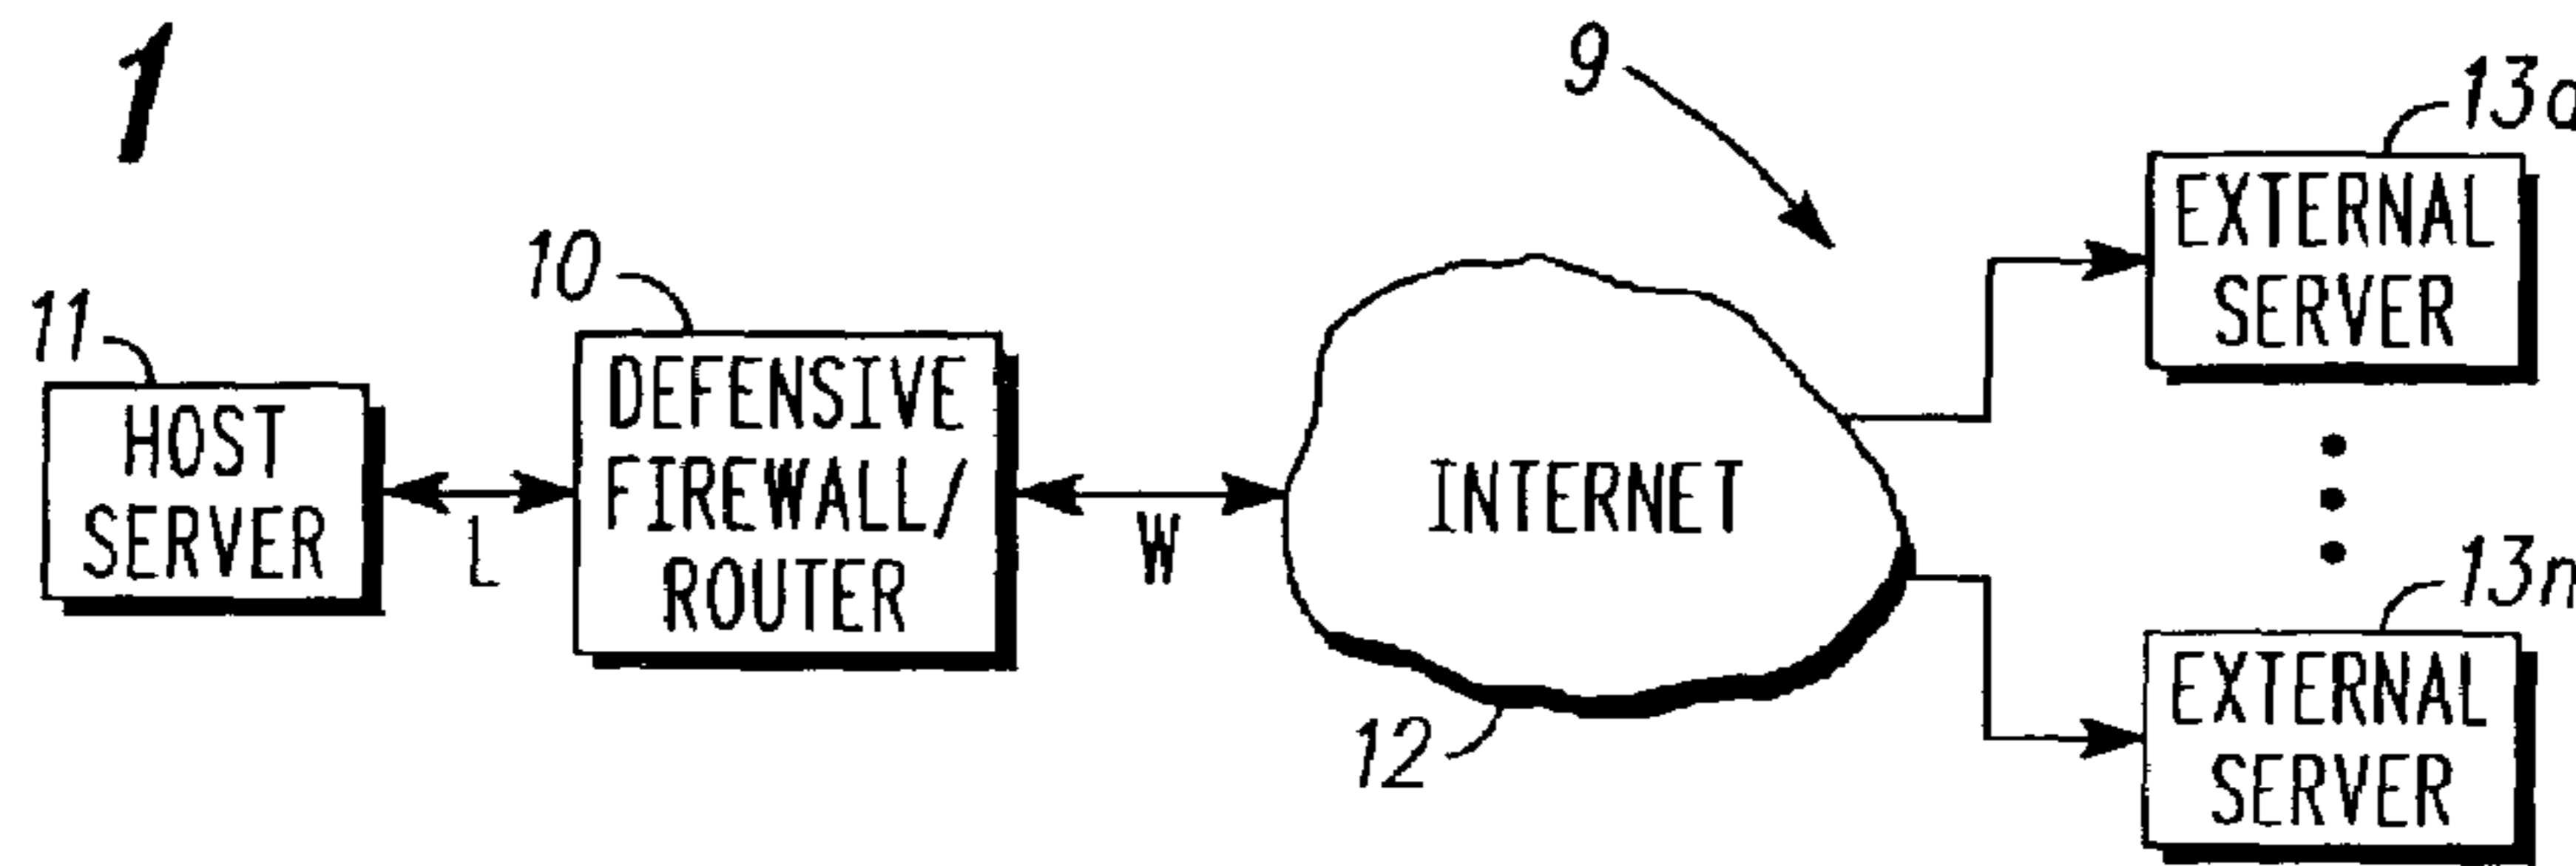 1
9
13a
EXTERNAL
SERVER
10
11
HOST
SERVER
L
DEFENSIVE
FIREWALL/
ROUTER
W
INTERNET
12
13n
EXTERNAL
SERVER